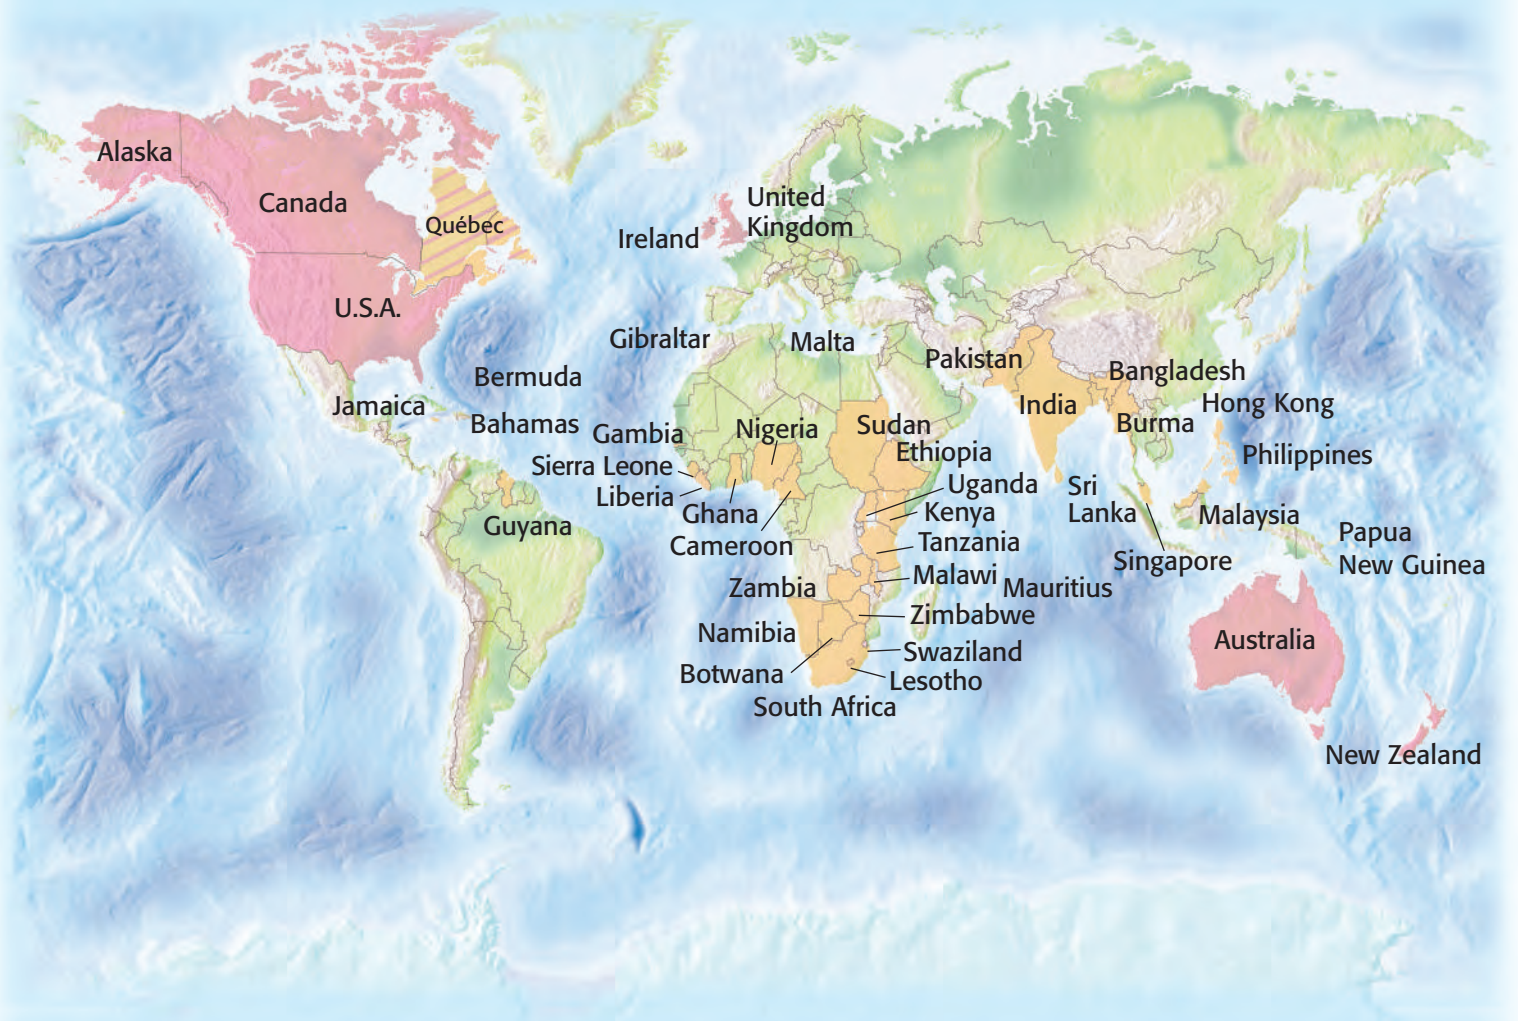 Alaska
Canada
Québec
U.S.A.
Bermuda
Jamaica
Bahamas
Guyana
United
Kingdom
Ireland
Gibraltar
Malta
Gambia
Sierra Leone
Liberia
Ghana
Nigeria
Cameroon
Sudan
Ethiopia
Uganda
Kenya
Tanzania
Malawi
Mauritius
Zambia
Zimbabwe
Namibia
Swaziland
Botwana
Lesotho
South Africa
Pakistan
India
Bangladesh
Hong Kong
Burma
Philippines
Sri
Lanka
Malaysia
Singapore
Papua
New Guinea
Australia
New Zealand